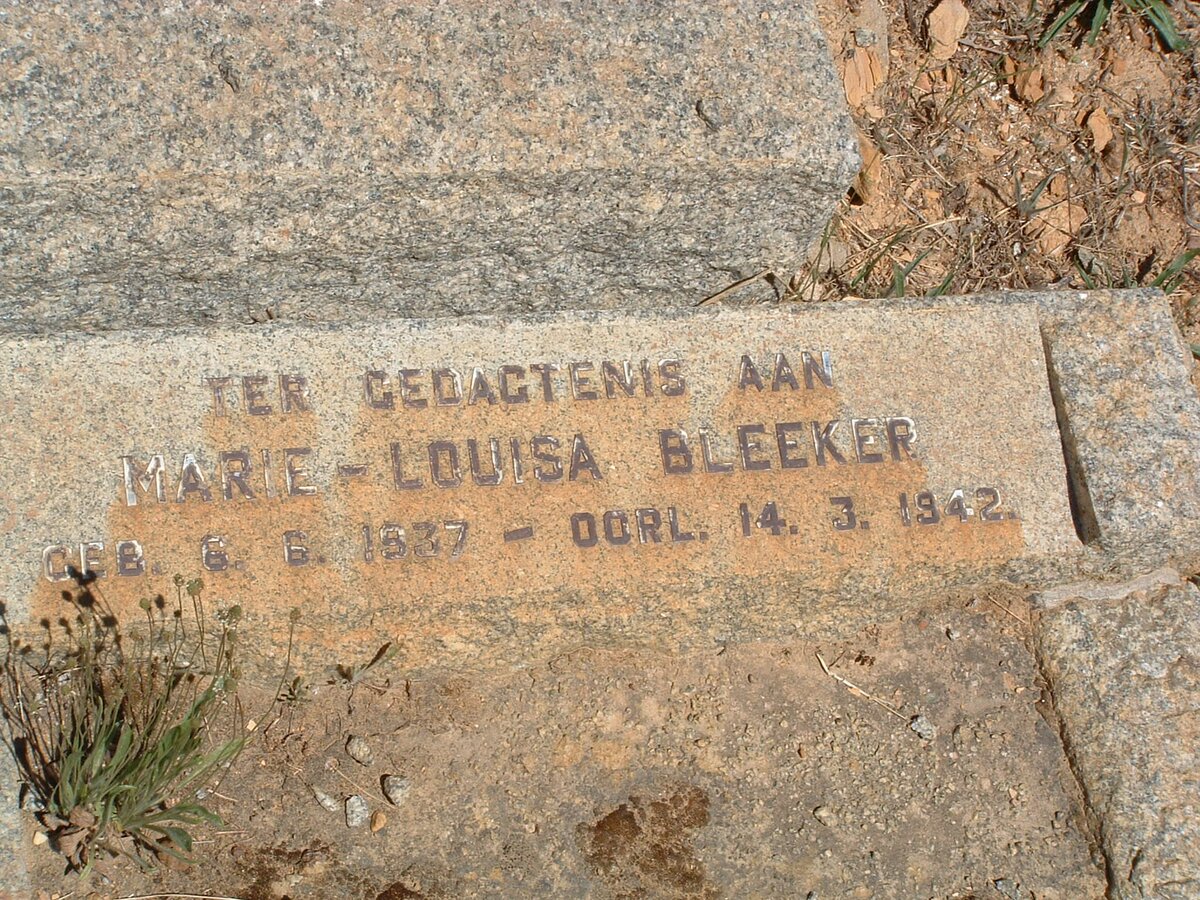 TER GEDAGTENIS AAN
MARIE-LOUISA BLEEKER
GEB. 6. 6. 1937 - OORL. 14. 3. 1942.